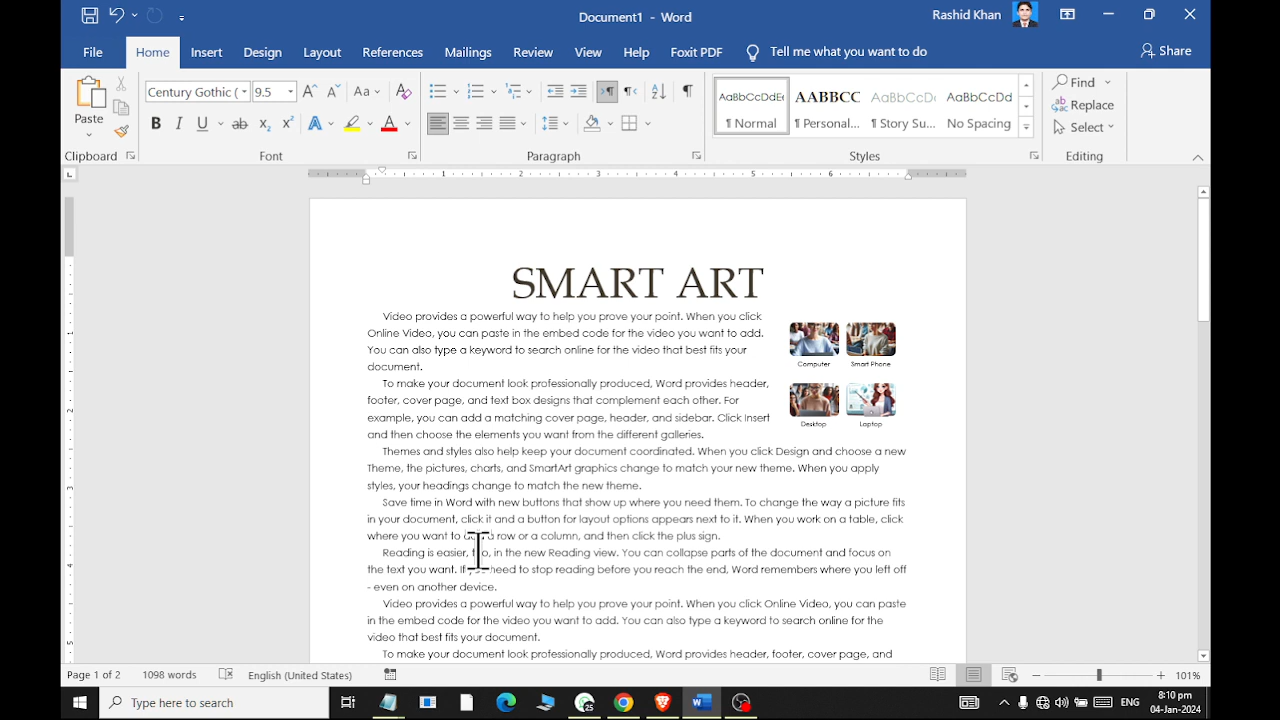 Document1 - Word
Rashid Khan
File Home Insert Design Layout References Mailings Review View Help Foxit PDF Tell me what you want to do Share
Century Gothic ( 9.5 Aa
Paste
B I U ab x₂ x² A A
AaBbCcDdEe AABBCC AaBbCcDc AaBbCcDd
¶ Normal ¶ Personal... ¶ Story Su... No Spacing
Find
Replace
Select
Clipboard Font Paragraph Styles Editing
1 2 3 4 5 6
SMART ART
Video provides a powerful way to help you prove your point. When you click
Online Video, you can paste in the embed code for the video you want to add.
You can also type a keyword to search online for the video that best fits your
document.
To make your document look professionally produced, Word provides header,
footer, cover page, and text box designs that complement each other. For
example, you can add a matching cover page, header, and sidebar. Click Insert
and then choose the elements you want from the different galleries.
Computer Smart Phone
Desktop Laptop
Themes and styles also help keep your document coordinated. When you click Design and choose a new
Theme, the pictures, charts, and SmartArt graphics change to match your new theme. When you apply
styles, your headings change to match the new theme.
Save time in Word with new buttons that show up where you need them. To change the way a picture fits
in your document, click it and a button for layout options appears next to it. When you work on a table, click
where you want to add a row or a column, and then click the plus sign.
Reading is easier, too, in the new Reading view. You can collapse parts of the document and focus on
the text you want. If you need to stop reading before you reach the end, Word remembers where you left off
- even on another device.
Video provides a powerful way to help you prove your point. When you click Online Video, you can paste
in the embed code for the video you want to add. You can also type a keyword to search online for the
video that best fits your document.
To make your document look professionally produced, Word provides header, footer, cover page, and
1
2
3
4
5
Page 1 of 2 1098 words English (United States) 101%
Type here to search
ENG
8:10 pm
04-Jan-2024